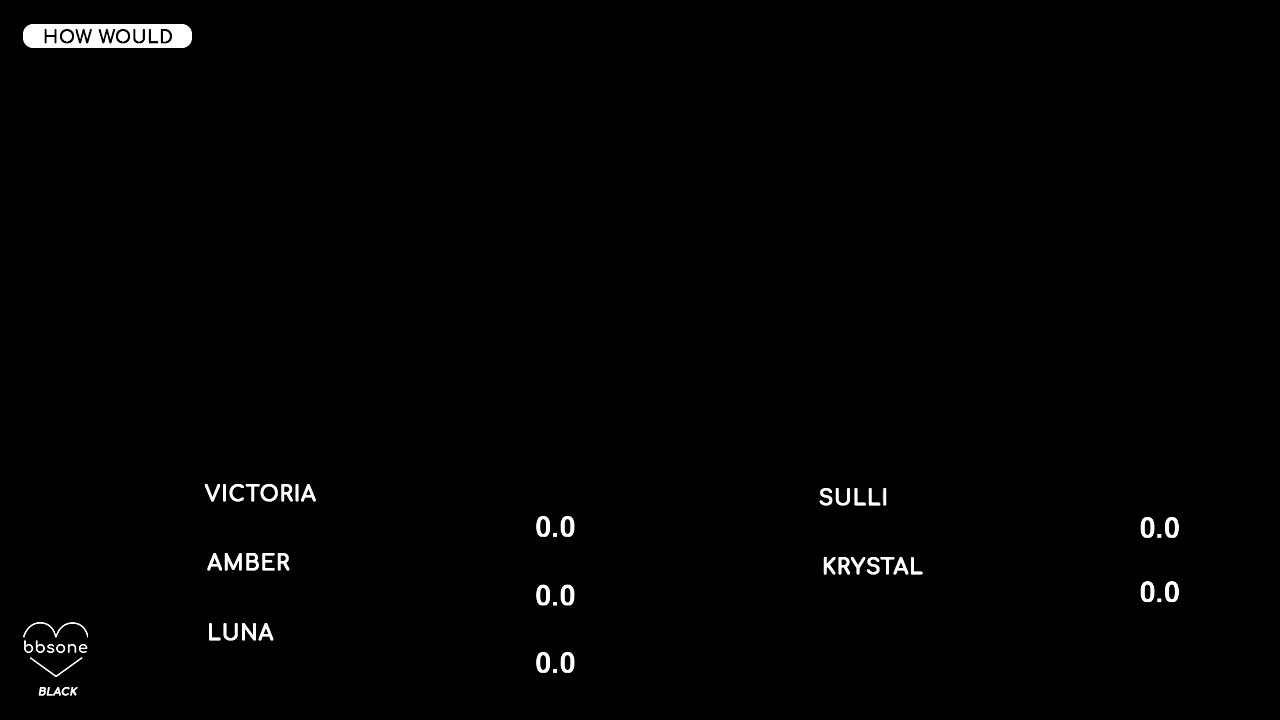 HOW WOULD
VICTORIA
0.0
AMBER
0.0
LUNA
0.0
SULLI
0.0
KRYSTAL
0.0
bbsone
BLACK